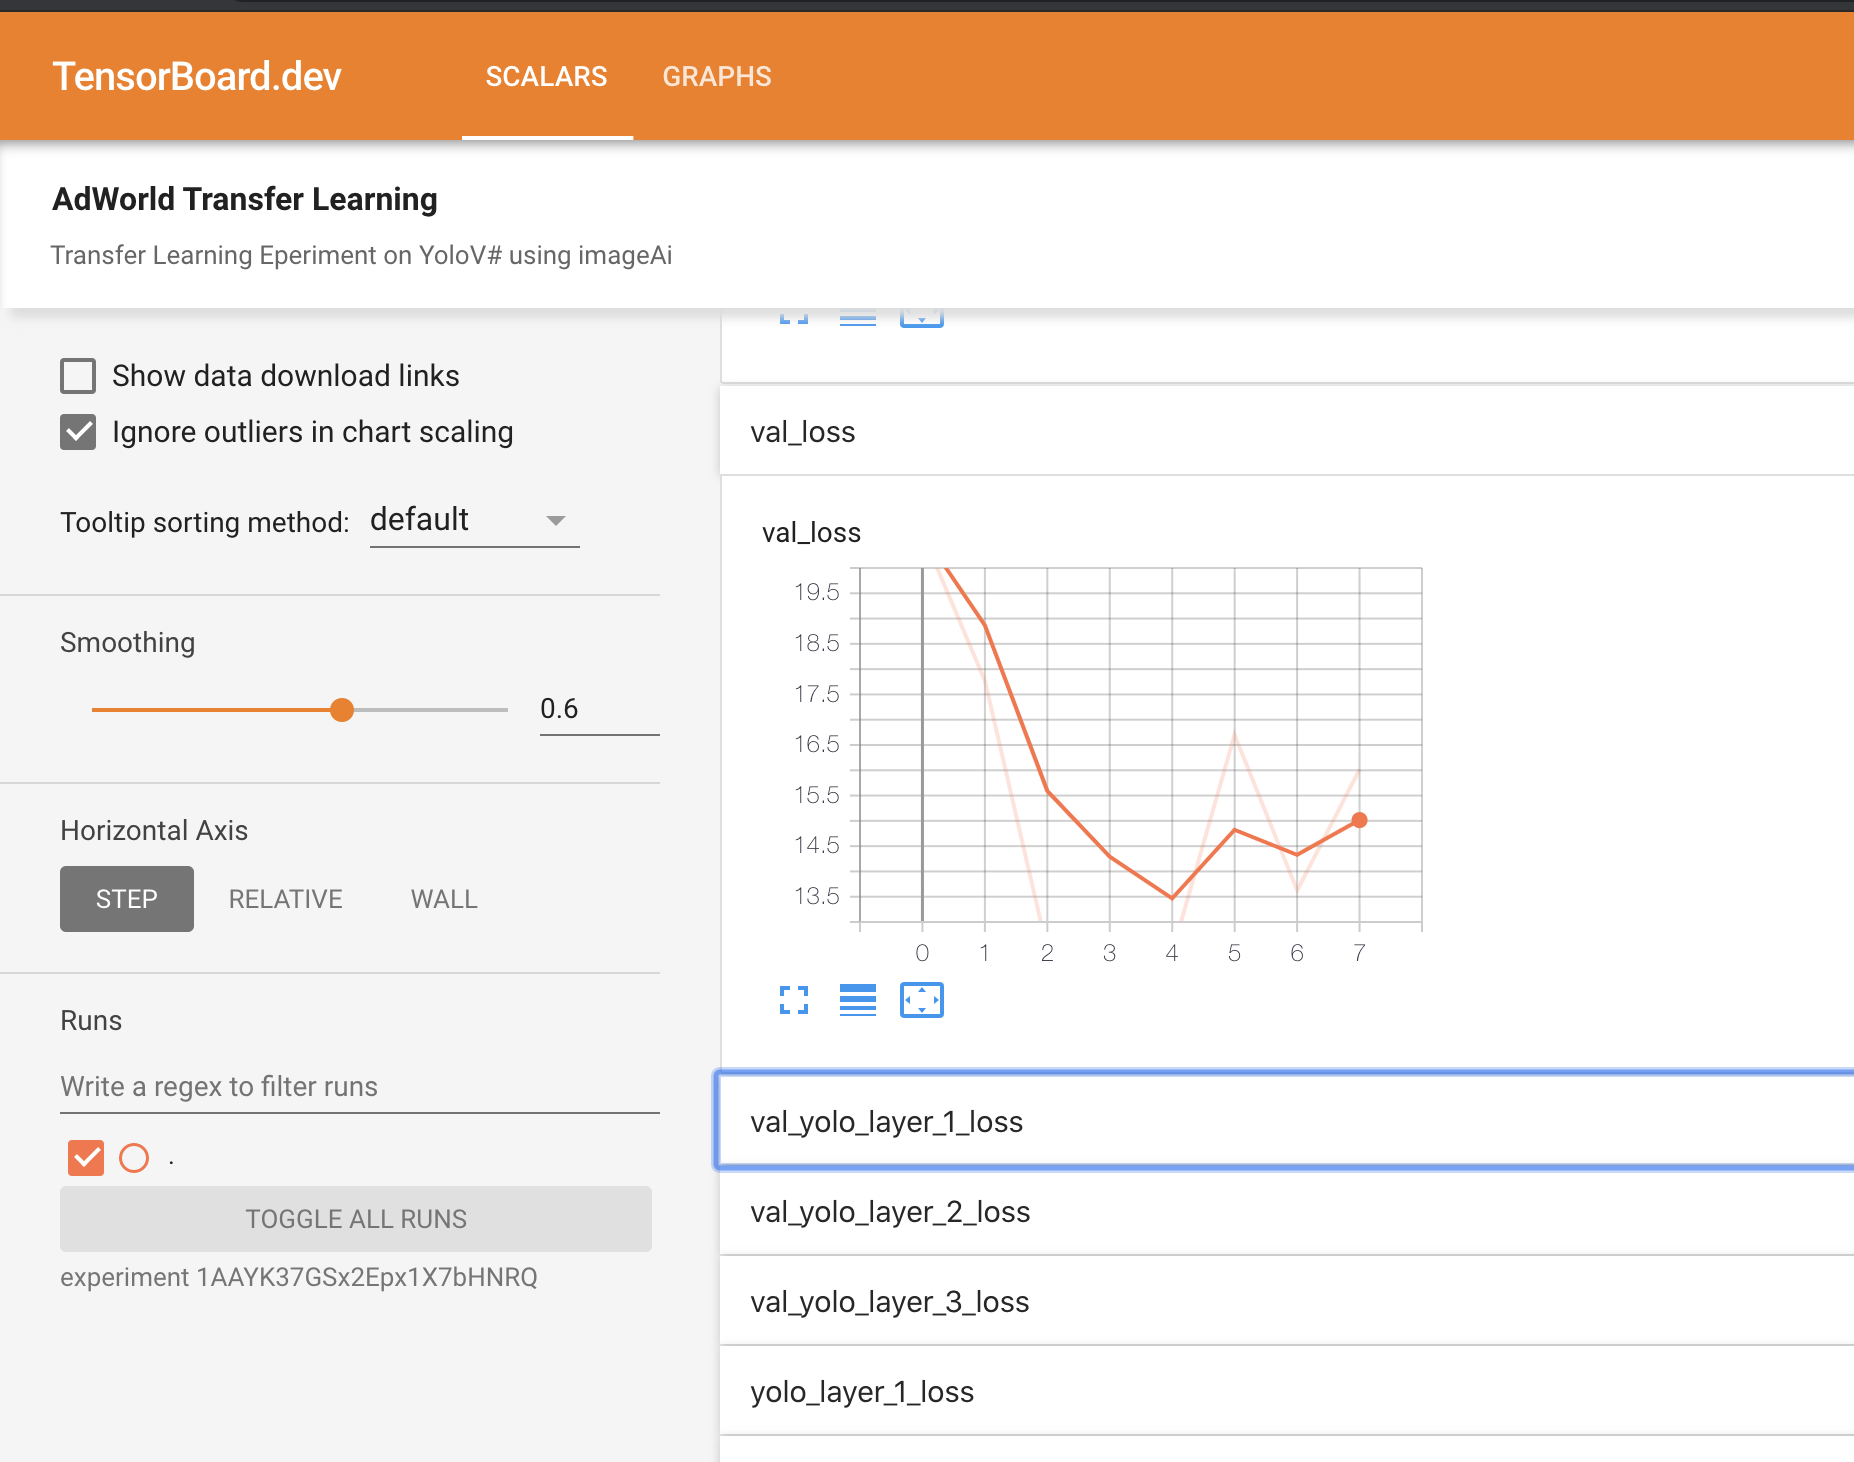 TensorBoard.dev SCALARS GRAPHS
AdWorld Transfer Learning
Transfer Learning Eperiment on YoloV# using imageAi
Show data download links
Ignore outliers in chart scaling
Tooltip sorting method: default
Smoothing
0.6
Horizontal Axis
STEP RELATIVE WALL
Runs
Write a regex to filter runs
.
TOGGLE ALL RUNS
experiment 1AAYK37GSx2Epx1X7bHNRQ
val_loss
val_loss
19.5
18.5
17.5
16.5
15.5
14.5
13.5
0 1 2 3 4 5 6 7
val_yolo_layer_1_loss
val_yolo_layer_2_loss
val_yolo_layer_3_loss
yolo_layer_1_loss